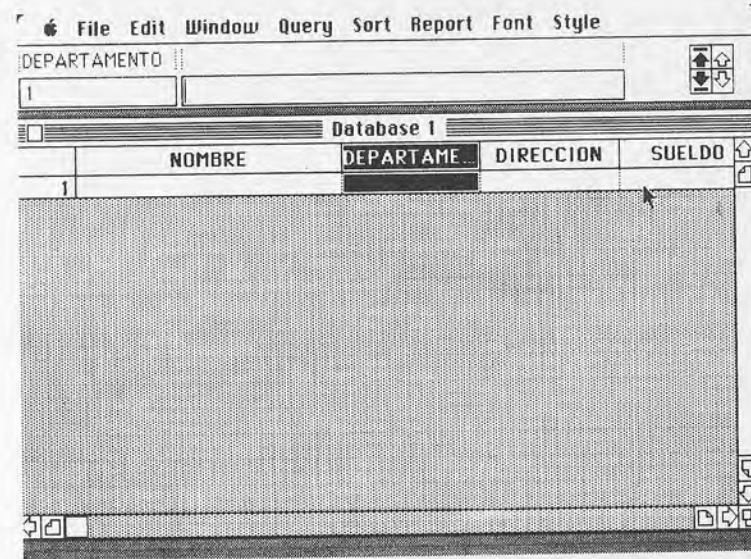 File Edit Window Query Sort Report Font Style
DEPARTAMENTO
1
Database 1
NOMBRE DEPARTAME... DIRECCION SUELDO
1